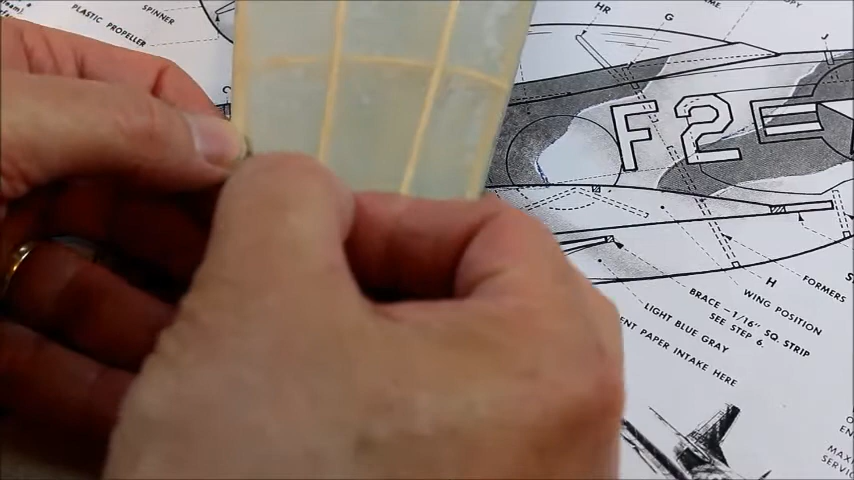 SPINNER
PLASTIC PROPELLER
HR
G
J
C
F2E
H
FORMERS
WING POSITION
BRACE - 1/16" SQ. STRIP
SEE STEP 6.
LIGHT BLUE GRAY
PAPER INTAKE HERE